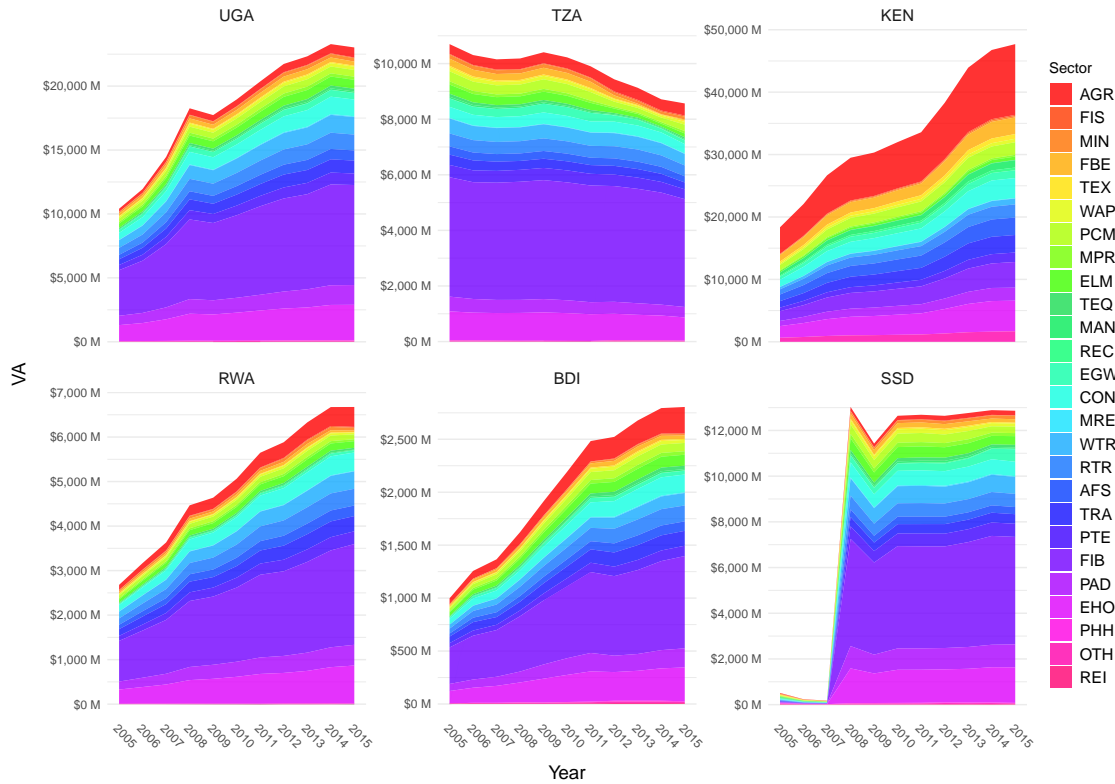 UGA
TZA
KEN
$20,000 M
$15,000 M
$10,000 M
$5,000 M
$0 M
$10,000 M
$8,000 M
$6,000 M
$4,000 M
$2,000 M
$0 M
$50,000 M
$40,000 M
$30,000 M
$20,000 M
$10,000 M
$0 M
VA
RWA
BDI
SSD
$7,000 M
$6,000 M
$5,000 M
$4,000 M
$3,000 M
$2,000 M
$1,000 M
$0 M
$2,500 M
$2,000 M
$1,500 M
$1,000 M
$500 M
$0 M
$12,000 M
$10,000 M
$8,000 M
$6,000 M
$4,000 M
$2,000 M
$0 M
2005 2006 2007 2008 2009 2010 2011 2012 2013 2014 2015
2005 2006 2007 2008 2009 2010 2011 2012 2013 2014 2015
2005 2006 2007 2008 2009 2010 2011 2012 2013 2014 2015
Year
Sector
AGR
FIS
MIN
FBE
TEX
WAP
PCM
MPR
ELM
TEQ
MAN
REC
EGW
CON
MRE
WTR
RTR
AFS
TRA
PTE
FIB
PAD
EHO
PHH
OTH
REI